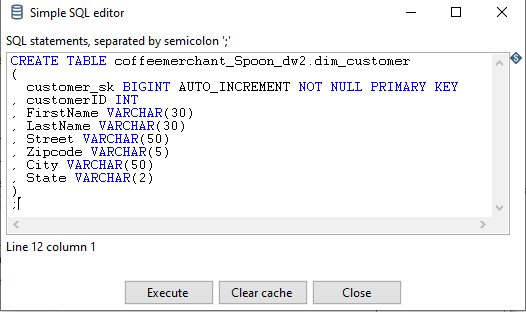 Simple SQL editor
SQL statements, separated by semicolon ';'
CREATE TABLE coffeemerchant_Spoon_dw2.dim_customer
(
  customer_sk BIGINT AUTO_INCREMENT NOT NULL PRIMARY KEY
, customerID INT
, FirstName VARCHAR(30)
, LastName VARCHAR(30)
, Street VARCHAR(50)
, Zipcode VARCHAR(5)
, City VARCHAR(50)
, State VARCHAR(2)
)
;
Line 12 column 1
Execute
Clear cache
Close